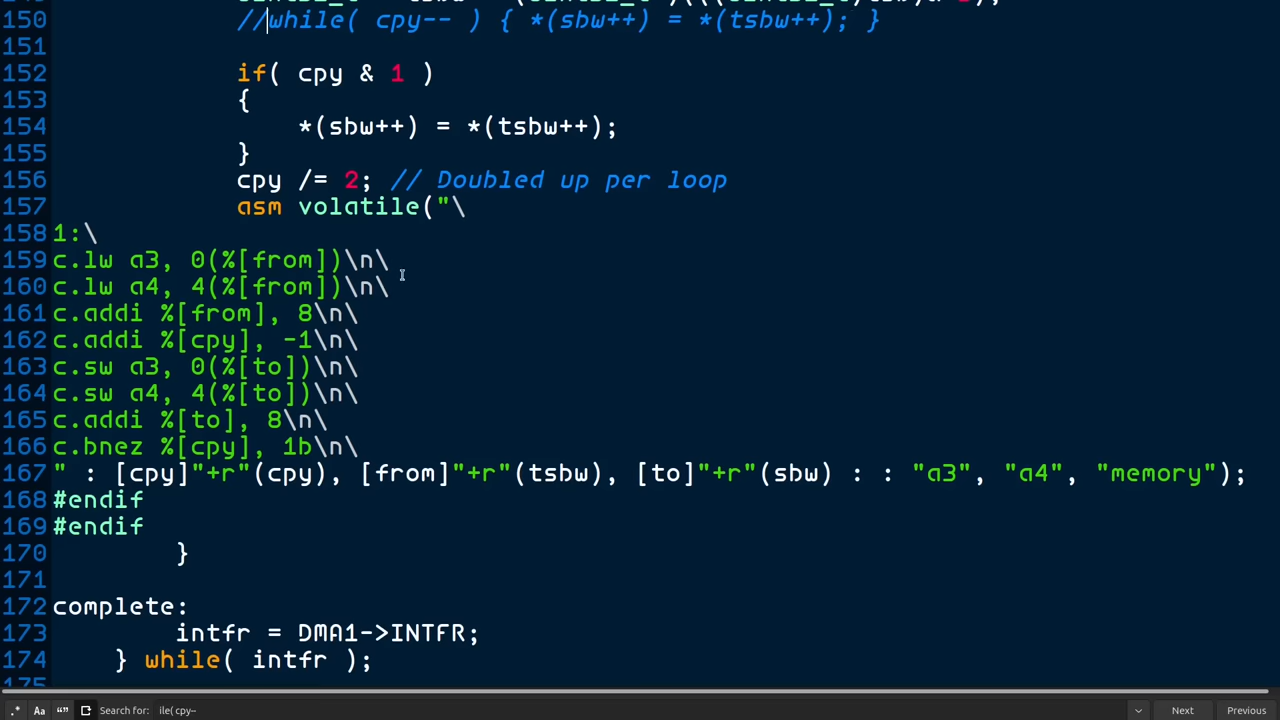 150 //while( cpy-- ) { *(sbw++) = *(tsbw++); }
151
152 if( cpy & 1 )
153 {
154 *(sbw++) = *(tsbw++);
155 }
156 cpy /= 2; // Doubled up per loop
157 asm volatile("\
158 1:\
159 c.lw a3, 0(%[from])\n\
160 c.lw a4, 4(%[from])\n\
161 c.addi %[from], 8\n\
162 c.addi %[cpy], -1\n\
163 c.sw a3, 0(%[to])\n\
164 c.sw a4, 4(%[to])\n\
165 c.addi %[to], 8\n\
166 c.bnez %[cpy], 1b\n\
167 " : [cpy]"+r"(cpy), [from]"+r"(tsbw), [to]"+r"(sbw) : : "a3", "a4", "memory");
168 #endif
169 #endif
170 }
171
172 complete:
173 intfr = DMA1->INTFR;
174 } while( intfr );
.* Aa “” Search for: ile( cpy-- Next Previous